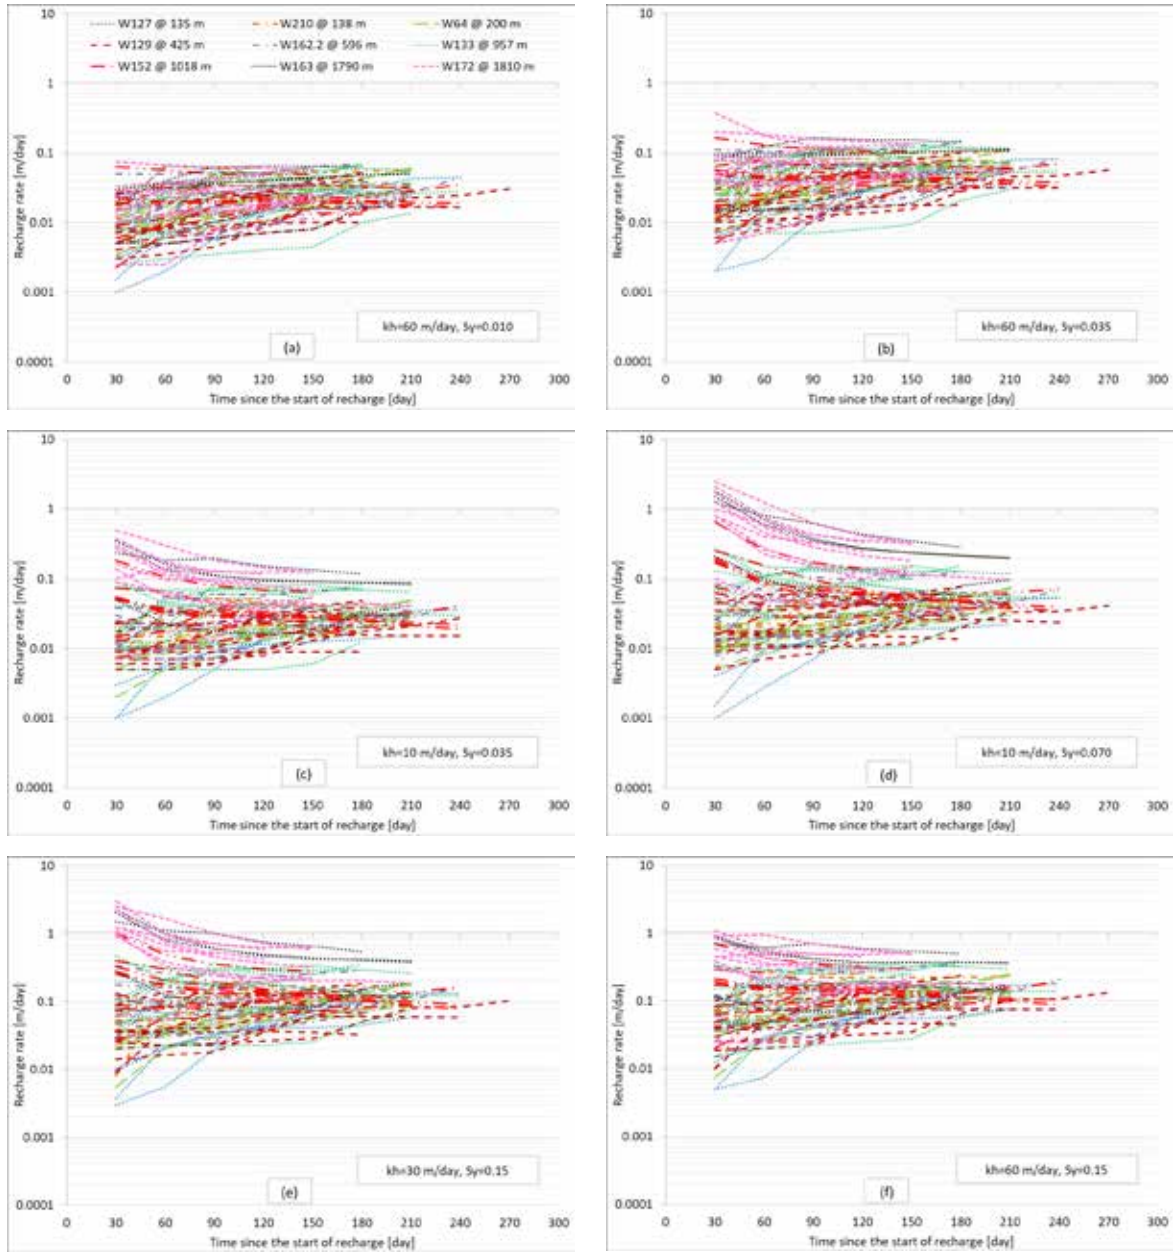 W127 @ 135 m W210 @ 138 m W64 @ 200 m
W129 @ 425 m W162.2 @ 596 m W133 @ 957 m
W152 @ 1018 m W163 @ 1790 m W172 @ 1810 m
1
0.1
0.01
0.001
0.0001
Recharge rate [m/day]
kh=60 m/day, Sy=0.010
(a)
0 30 60 90 120 150 180 210 240 270 300
Time since the start of recharge [day]
10
1
0.1
0.01
0.001
0.0001
Recharge rate [m/day]
kh=60 m/day, Sy=0.035
(b)
0 30 60 90 120 150 180 210 240 270 300
Time since the start of recharge [day]
10
1
0.1
0.01
0.001
0.0001
Recharge rate [m/day]
kh=10 m/day, Sy=0.035
(c)
0 30 60 90 120 150 180 210 240 270 300
Time since the start of recharge [day]
10
1
0.1
0.01
0.001
0.0001
Recharge rate [m/day]
kh=10 m/day, Sy=0.070
(d)
0 30 60 90 120 150 180 210 240 270 300
Time since the start of recharge [day]
10
1
0.1
0.01
0.001
0.0001
Recharge rate [m/day]
kh=30 m/day, Sy=0.15
(e)
0 30 60 90 120 150 180 210 240 270 300
Time since the start of recharge [day]
10
1
0.1
0.01
0.001
0.0001
Recharge rate [m/day]
kh=60 m/day, Sy=0.15
(f)
0 30 60 90 120 150 180 210 240 270 300
Time since the start of recharge [day]